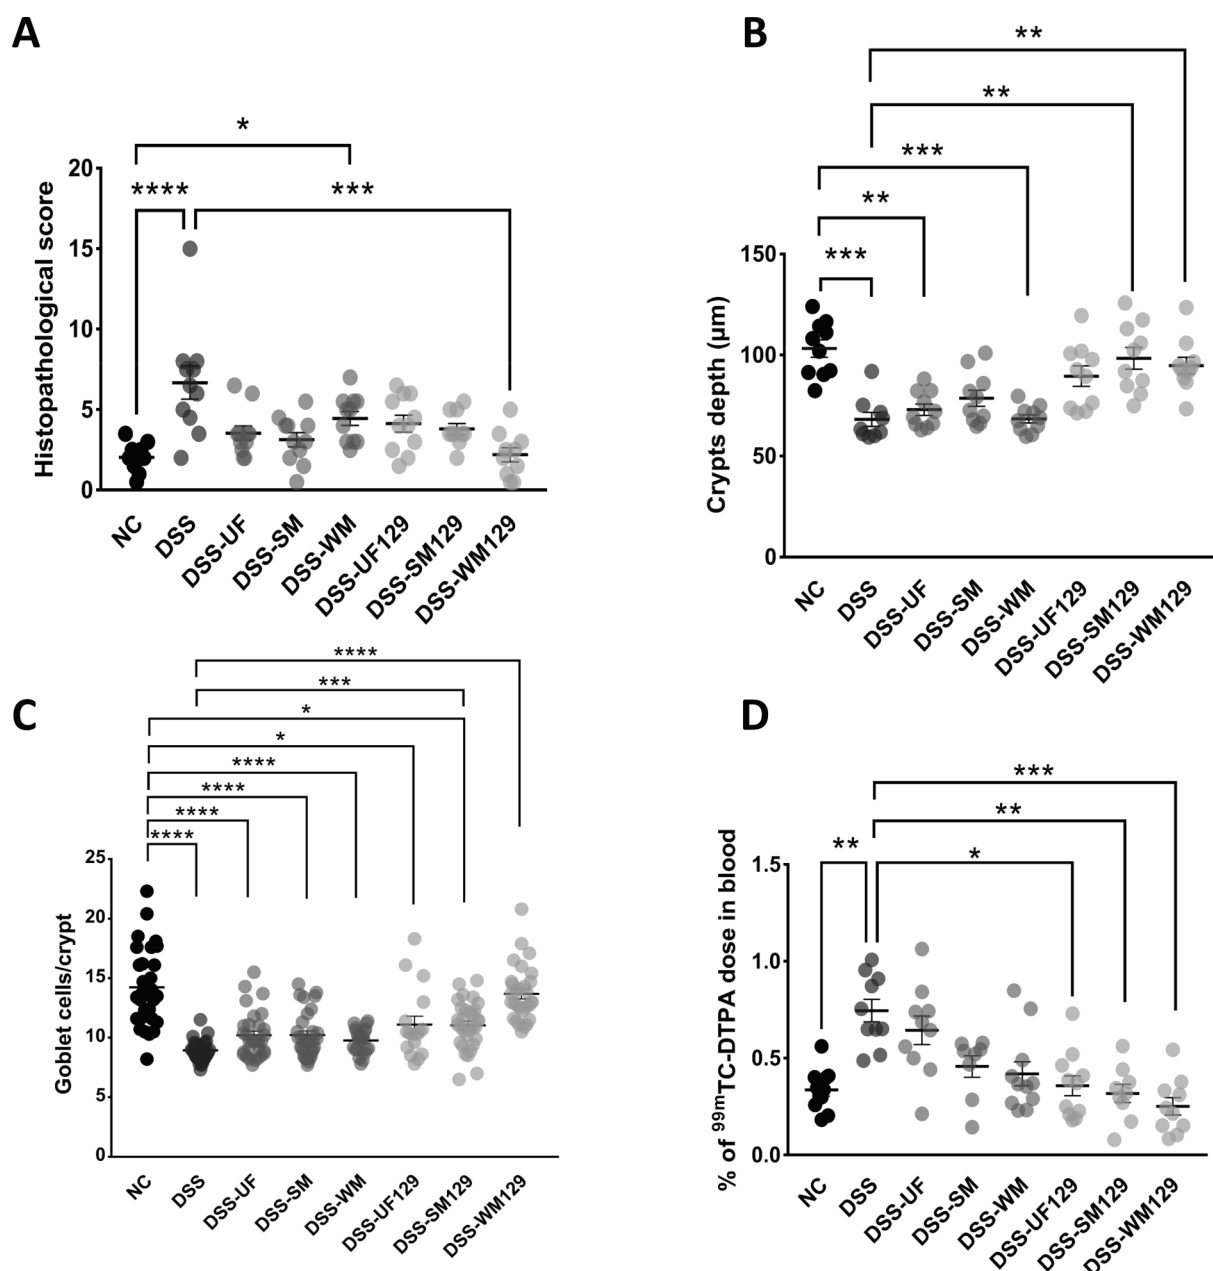 A
*
****
***
Histopathological score
20
15
10
5
0
NC
DSS
DSS-UF
DSS-SM
DSS-WM
DSS-UF129
DSS-SM129
DSS-WM129
B
**
**
***
**
***
Crypts depth (µm)
150
100
50
0
NC
DSS
DSS-UF
DSS-SM
DSS-WM
DSS-UF129
DSS-SM129
DSS-WM129
C
****
***
*
*
****
****
****
****
Goblet cells/crypt
25
20
15
10
5
0
NC
DSS
DSS-UF
DSS-SM
DSS-WM
DSS-UF129
DSS-SM129
DSS-WM129
D
***
**
**
*
% of ⁹⁹ᵐTC-DTPA dose in blood
1.5
1.0
0.5
0.0
NC
DSS
DSS-UF
DSS-SM
DSS-WM
DSS-UF129
DSS-SM129
DSS-WM129